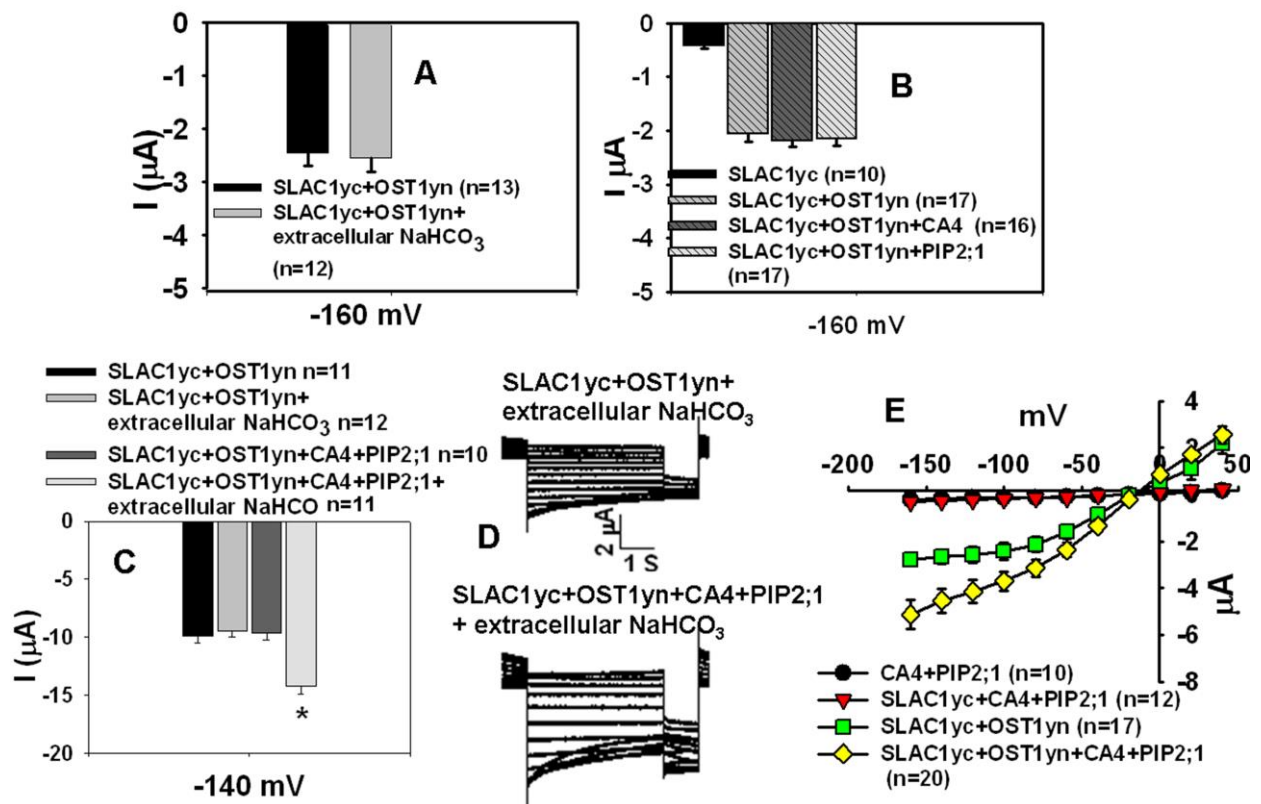 0
-1
-2
-3
-4
-5
I (µA)
A
SLAC1yc+OST1yn (n=13)
SLAC1yc+OST1yn+
extracellular NaHCO3
(n=12)
-160 mV
0
-1
-2
-3
-4
-5
I µA
B
SLAC1yc (n=10)
SLAC1yc+OST1yn (n=17)
SLAC1yc+OST1yn+CA4 (n=16)
SLAC1yc+OST1yn+PIP2;1
(n=17)
-160 mV
SLAC1yc+OST1yn n=11
SLAC1yc+OST1yn+
extracellular NaHCO3 n=12
SLAC1yc+OST1yn+CA4+PIP2;1 n=10
SLAC1yc+OST1yn+CA4+PIP2;1+
extracellular NaHCO n=11
0
-5
-10
-15
-20
I (µA)
C
*
-140 mV
SLAC1yc+OST1yn+
extracellular NaHCO3
D
2 µA
1 S
SLAC1yc+OST1yn+CA4+PIP2;1
+ extracellular NaHCO3
E
mV
-200 -150 -100 -50 0 50
4
2
-2
-4
-6
-8
µA
CA4+PIP2;1 (n=10)
SLAC1yc+CA4+PIP2;1 (n=12)
SLAC1yc+OST1yn (n=17)
SLAC1yc+OST1yn+CA4+PIP2;1
(n=20)